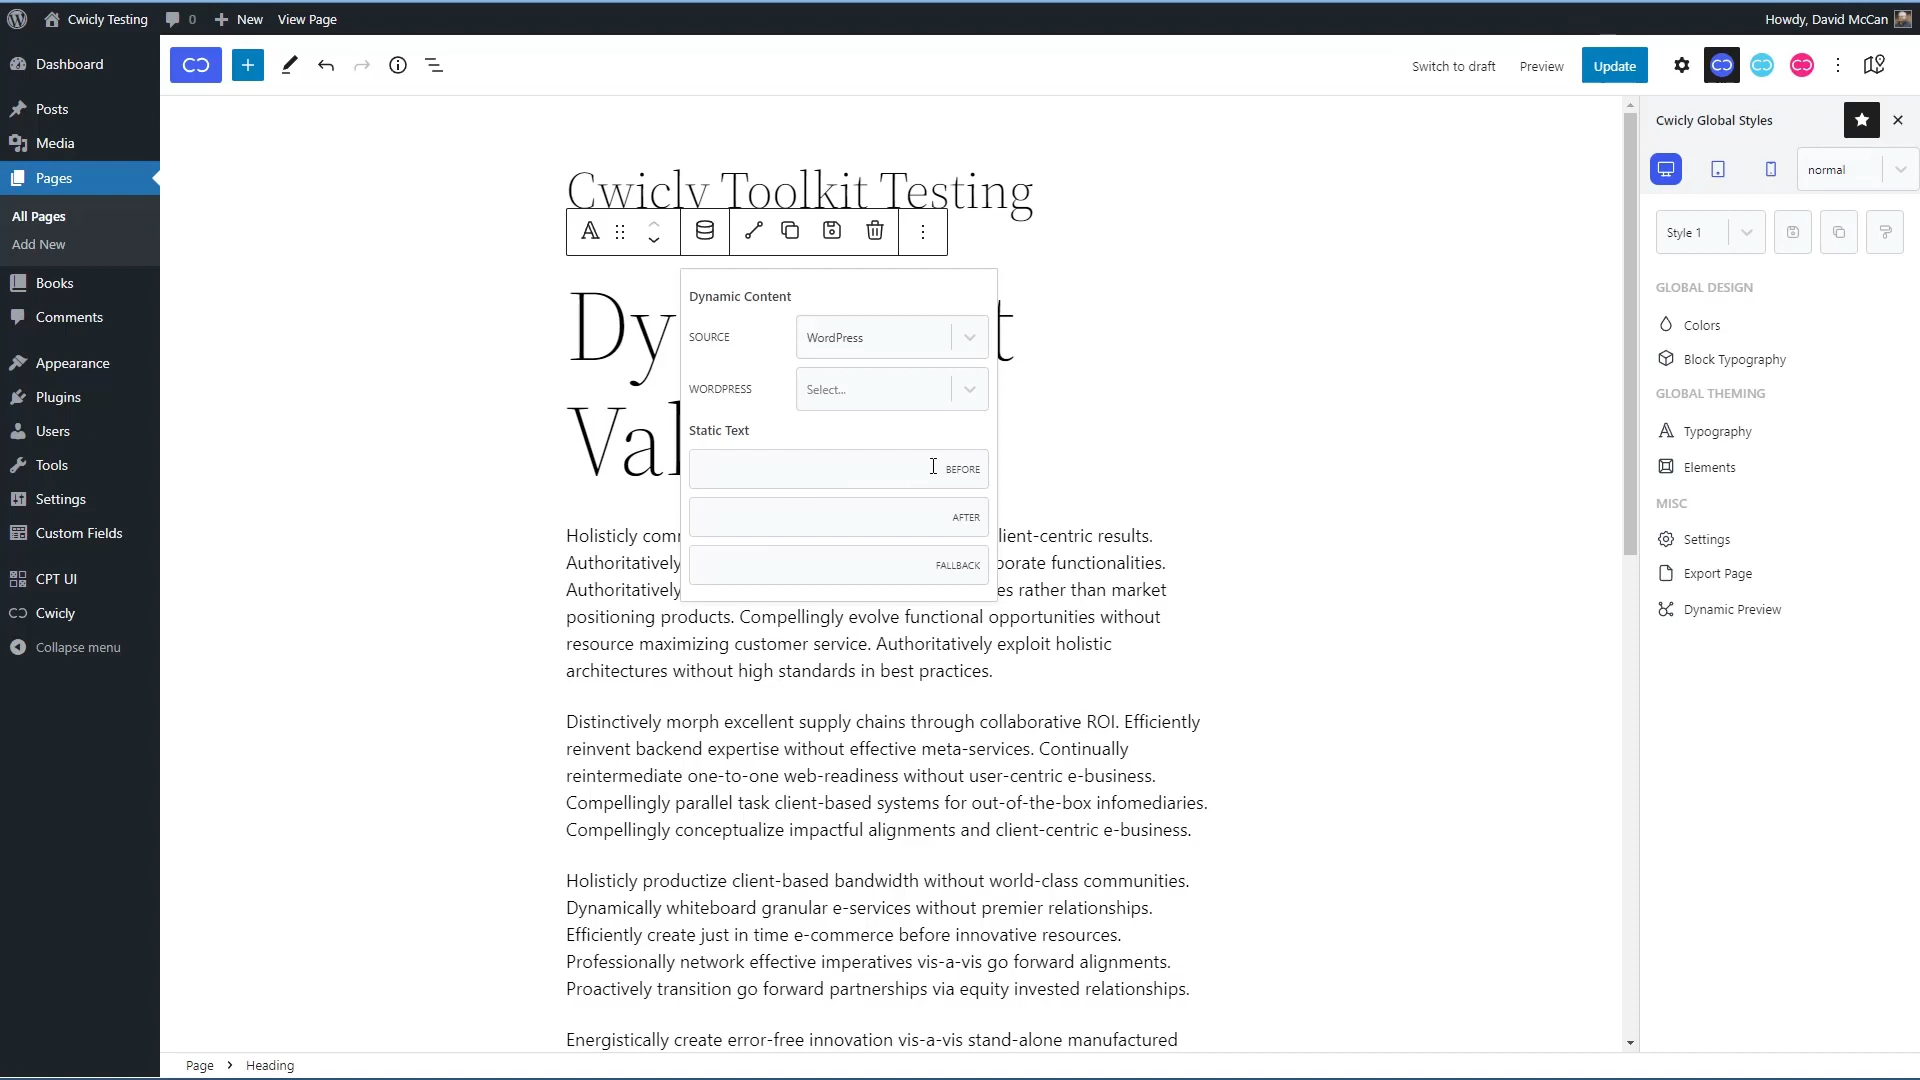 Cwicly Testing 0 New View Page Howdy, David McCan
Switch to draft Preview Update
Dashboard
Posts
Media
Pages
All Pages
Add New
Books
Comments
Appearance
Plugins
Users
Tools
Settings
Custom Fields
CPT UI
Cwicly
Collapse menu
Cwicly Toolkit Testing
Dy t
Val
Dynamic Content
SOURCE WordPress
WORDPRESS Select...
Static Text
BEFORE
AFTER
FALLBACK
Holisticly com lient-centric results.
Authoritatively porate functionalities.
Authoritatively es rather than market
positioning products. Compellingly evolve functional opportunities without
resource maximizing customer service. Authoritatively exploit holistic
architectures without high standards in best practices.
Distinctively morph excellent supply chains through collaborative ROI. Efficiently
reinvent backend expertise without effective meta-services. Continually
reintermediate one-to-one web-readiness without user-centric e-business.
Compellingly parallel task client-based systems for out-of-the-box infomediaries.
Compellingly conceptualize impactful alignments and client-centric e-business.
Holisticly productize client-based bandwidth without world-class communities.
Dynamically whiteboard granular e-services without premier relationships.
Efficiently create just in time e-commerce before innovative resources.
Professionally network effective imperatives vis-a-vis go forward alignments.
Proactively transition go forward partnerships via equity invested relationships.
Energistically create error-free innovation vis-a-vis stand-alone manufactured
Page > Heading
Cwicly Global Styles
normal
Style 1
GLOBAL DESIGN
Colors
Block Typography
GLOBAL THEMING
Typography
Elements
MISC
Settings
Export Page
Dynamic Preview